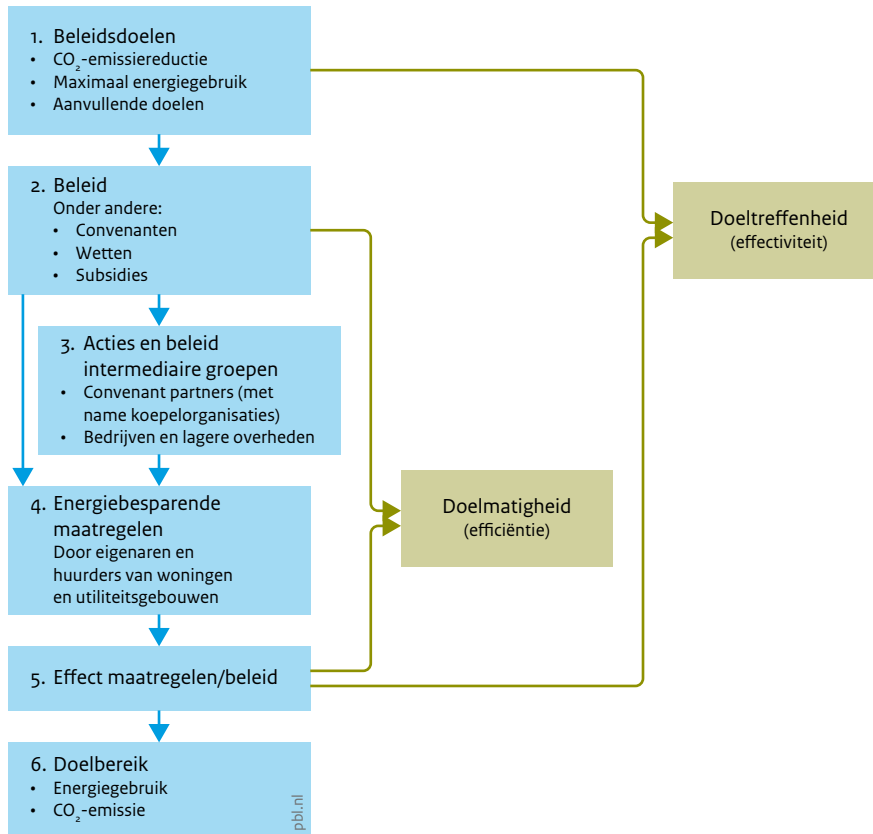 1. Beleidsdoelen
• CO₂-emissiereductie
• Maximaal energiegebruik
• Aanvullende doelen
2. Beleid
Onder andere:
• Convenanten
• Wetten
• Subsidies
3. Acties en beleid
intermediaire groepen
• Convenant partners (met
name koepelorganisaties)
• Bedrijven en lagere overheden
4. Energiebesparende
maatregelen
Door eigenaren en
huurders van woningen
en utiliteitsgebouwen
5. Effect maatregelen/beleid
6. Doelbereik
• Energiegebruik
• CO₂-emissie
pbl.nl
Doelmatigheid
(efficiëntie)
Doeltreffenheid
(effectiviteit)